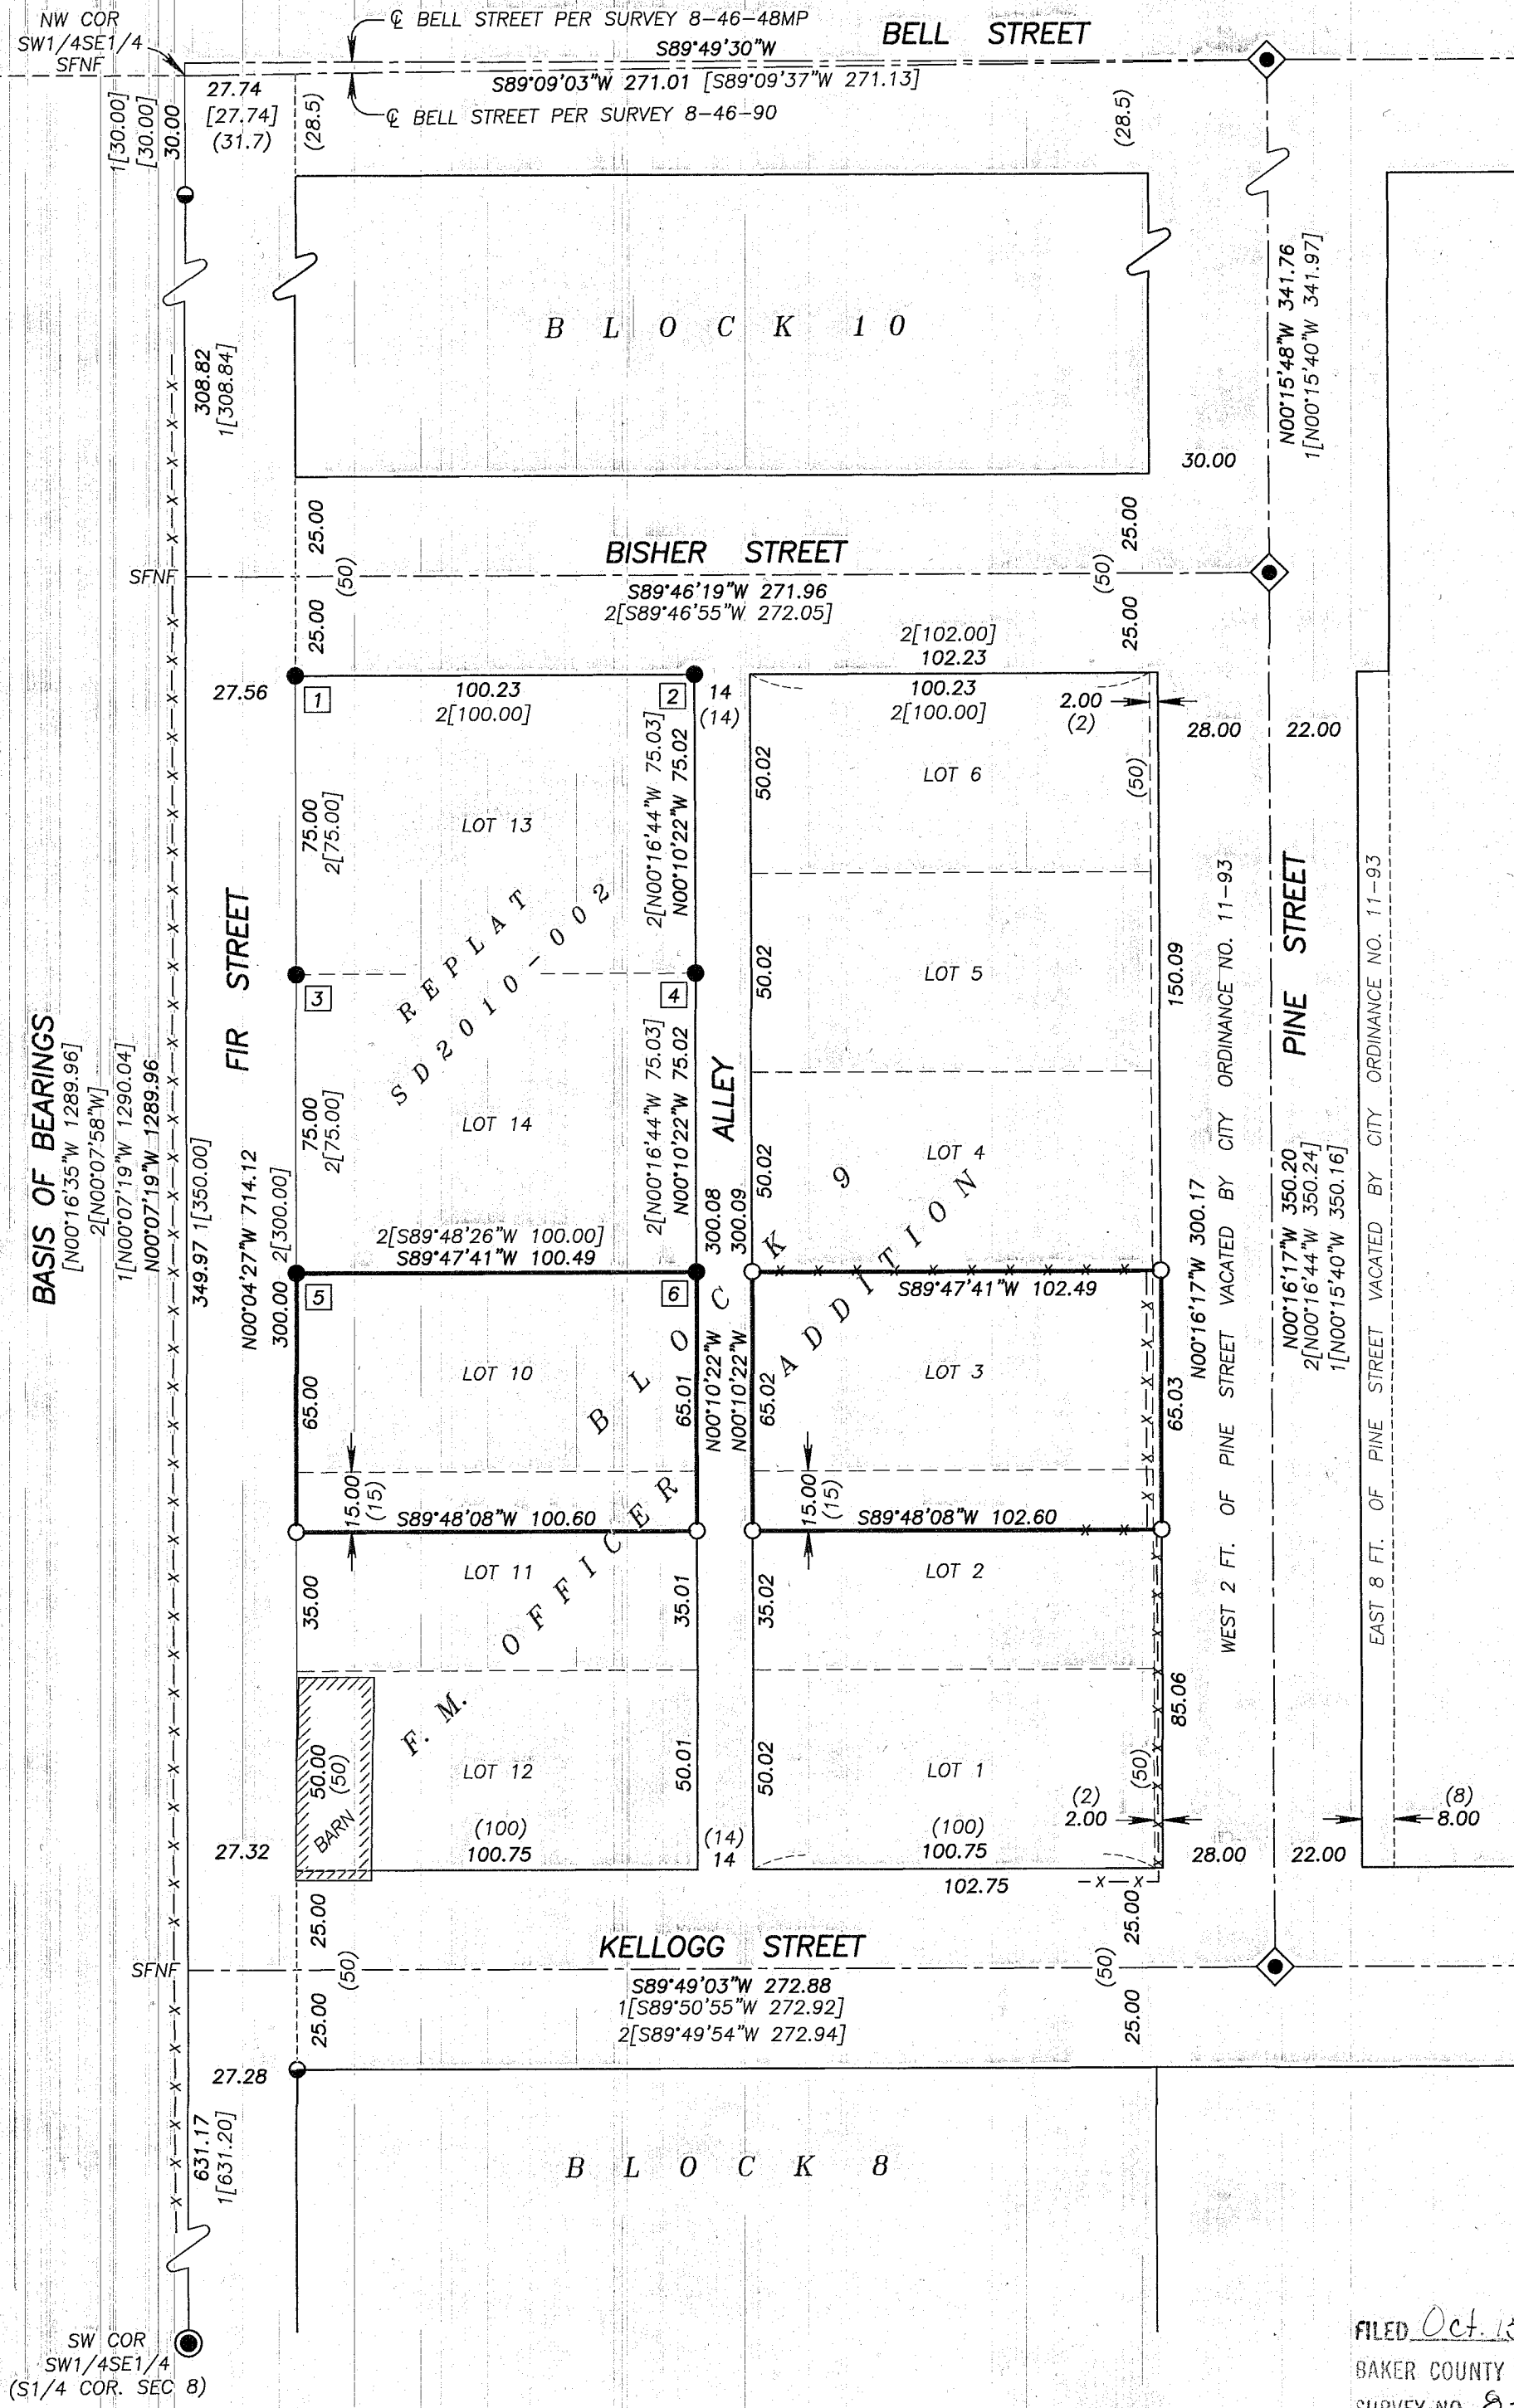 NW COR
SW1/4SE1/4
SFNF
℄ BELL STREET PER SURVEY 8-46-48MP
BELL STREET
S89°49'30"W
S89°09'03"W 271.01 [S89°09'37"W 271.13]
℄ BELL STREET PER SURVEY 8-46-90
27.74
[27.74]
(31.7)
1[30.00]
[30.00]
30.00
(28.5)
(28.5)
BLOCK 10
308.82
1[308.84]
N00°15'48"W 341.76
1[N00°15'40"W 341.97]
30.00
25.00
(50)
25.00
25.00
(50)
25.00
SFNF
BISHER STREET
S89°46'19"W 271.96
2[S89°46'55"W 272.05]
2[102.00]
102.23
27.56
1
100.23
2[100.00]
2
14
(14)
100.23
2[100.00]
2.00
(2)
28.00
22.00
75.00
2[75.00]
LOT 13
2[N00°16'44"W 75.03]
N00°10'22"W 75.02
50.02
LOT 6
(50)
REPLAT
SD2010-002
3
4
50.02
LOT 5
150.09
FIR STREET
75.00
2[75.00]
LOT 14
2[N00°16'44"W 75.03]
N00°10'22"W 75.02
ALLEY
50.02
LOT 4
BASIS OF BEARINGS
[N00°16'35"W 1289.96]
2[N00°07'58"W]
1[N00°07'19"W 1290.04]
N00°07'19"W 1289.96
349.97 1[350.00]
N00°04'27"W 714.12
300.00 2[300.00]
2[S89°48'26"W 100.00]
S89°47'41"W 100.49
300.08
300.09
5
6
S89°47'41"W 102.49
N00°16'17"W 300.17
WEST 2 FT. OF PINE STREET VACATED BY CITY ORDINANCE NO. 11-93
PINE STREET
N00°16'17"W 350.20
2[N00°16'44"W 350.24]
1[N00°15'40"W 350.16]
EAST 8 FT. OF PINE STREET VACATED BY CITY ORDINANCE NO. 11-93
F. M. OFFICER ADDITION
BLOCK 9
65.00
LOT 10
65.01
N00°10'22"W
N00°10'22"W
65.02
LOT 3
65.03
15.00
(15)
S89°48'08"W 100.60
15.00
(15)
S89°48'08"W 102.60
35.00
LOT 11
35.01
35.02
LOT 2
85.06
50.00
(50)
BARN
LOT 12
50.01
50.02
LOT 1
(50)
27.32
(100)
100.75
(14)
14
(100)
100.75
(2)
2.00
28.00
22.00
(8)
8.00
102.75
25.00
(50)
25.00
25.00
(50)
25.00
SFNF
KELLOGG STREET
S89°49'03"W 272.88
1[S89°50'55"W 272.92]
2[S89°49'54"W 272.94]
27.28
631.17
1[631.20]
BLOCK 8
SW COR
SW1/4SE1/4
(S1/4 COR. SEC 8)
FILED Oct.
BAKER COUNTY
SURVEY NO.